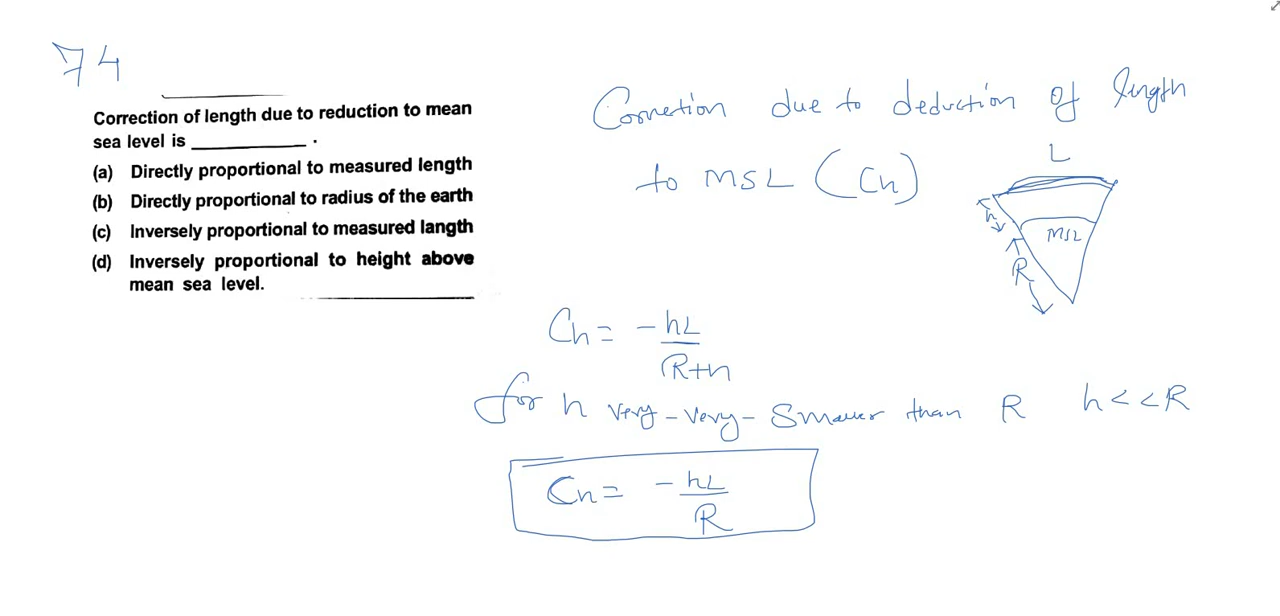 74
Correction of length due to reduction to mean
sea level is ____________ .
(a) Directly proportional to measured length
(b) Directly proportional to radius of the earth
(c) Inversely proportional to measured langth
(d) Inversely proportional to height above
mean sea level.
Correction due to deduction of length
to MSL (Ch)
L
h
MSL
R
Ch = -hL
R+h
for h very-very-smaller than R h<<R
Ch = -hL
R